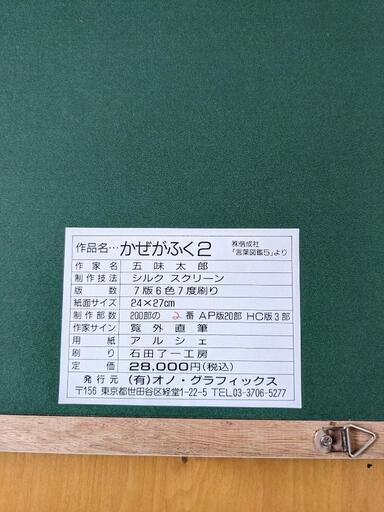 作品名…かぜがふく2 株偕成社「言葉図鑑5」より
作家名 五味太郎
制作技法 シルクスクリーン
版数 7版6色7度刷り
紙面サイズ 24×27cm
制作部数 200部の 2 番 AP版20部 HC版3部
作家サイン 覧外直筆
用紙 アルシェ
刷り 石田了一工房
定価 28,000円(税込)
発行元 (有)オノ・グラフィックス
〒156 東京都世田谷区経堂1-22-5 TEL.03-3706-5277